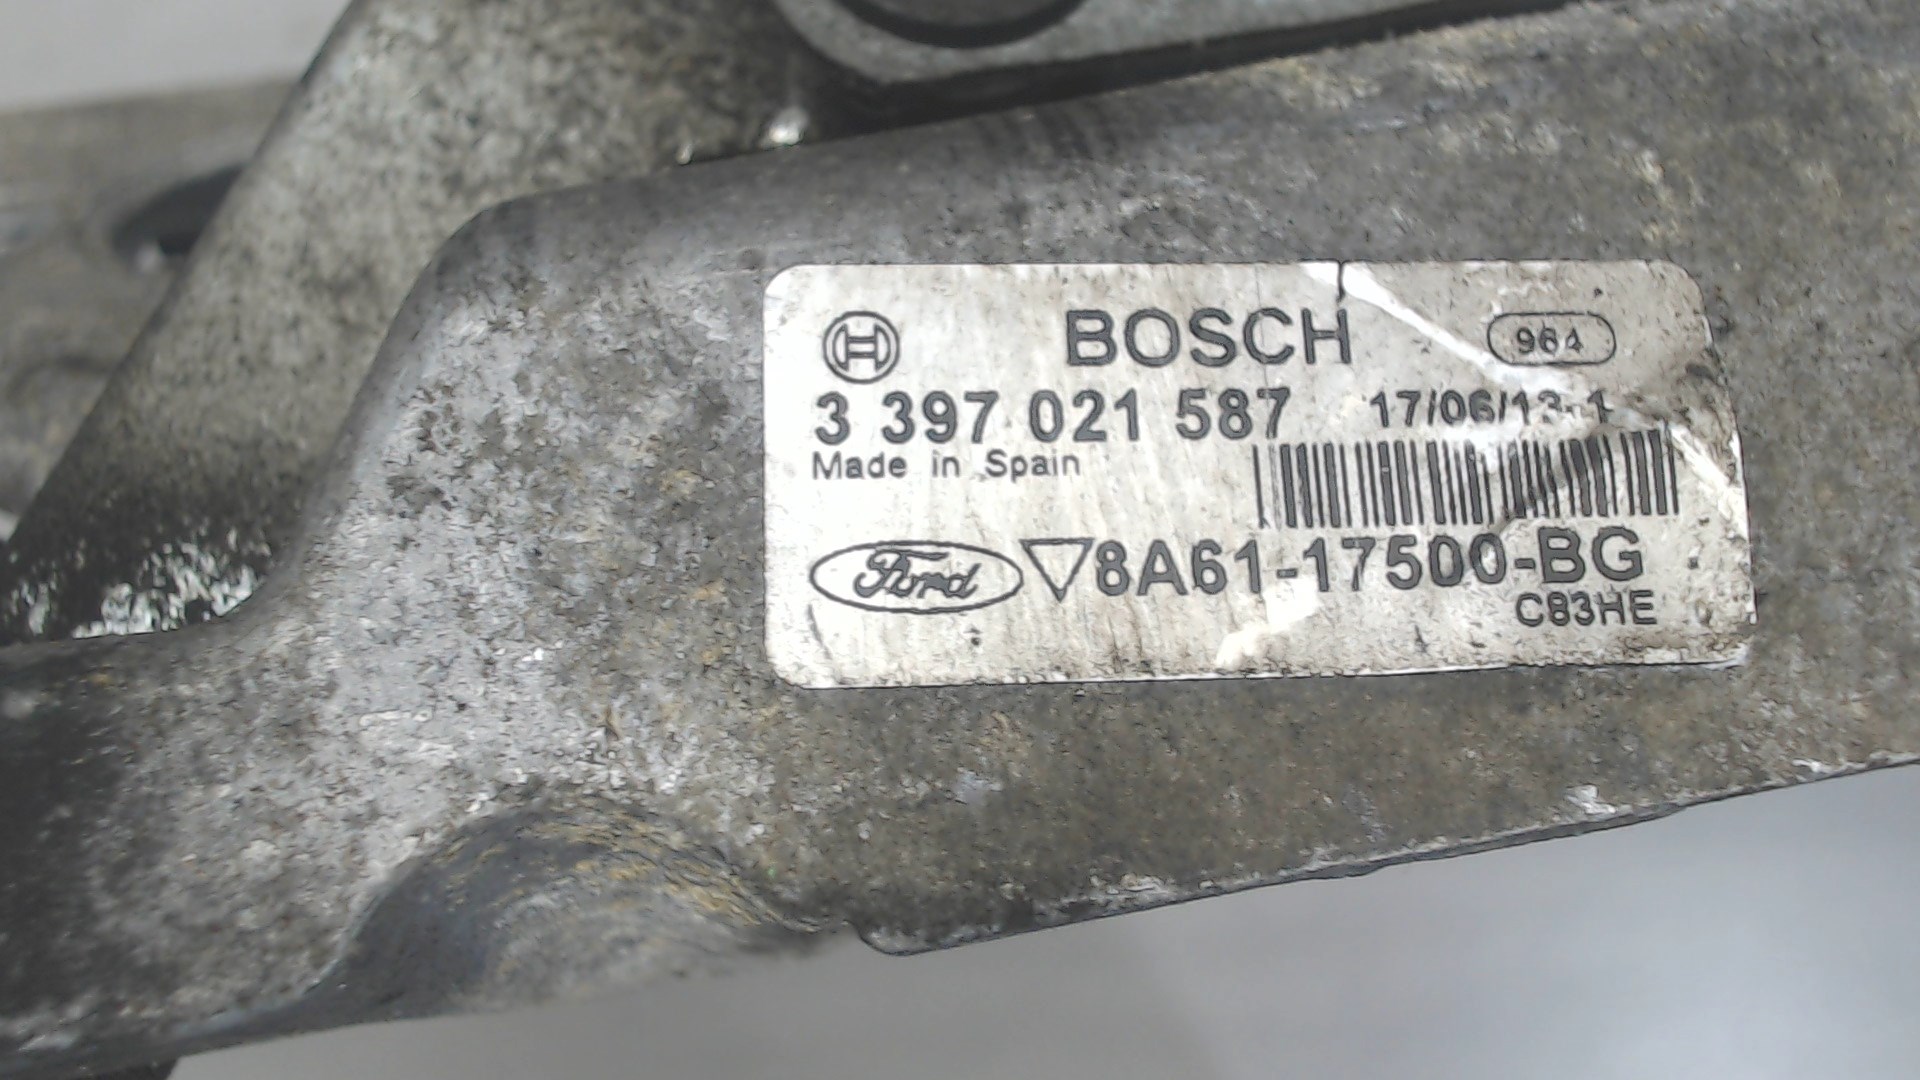 BOSCH 964
3 397 021 587 17/06/13-1
Made in Spain
Ford 8A61-17500-BG
C83HE